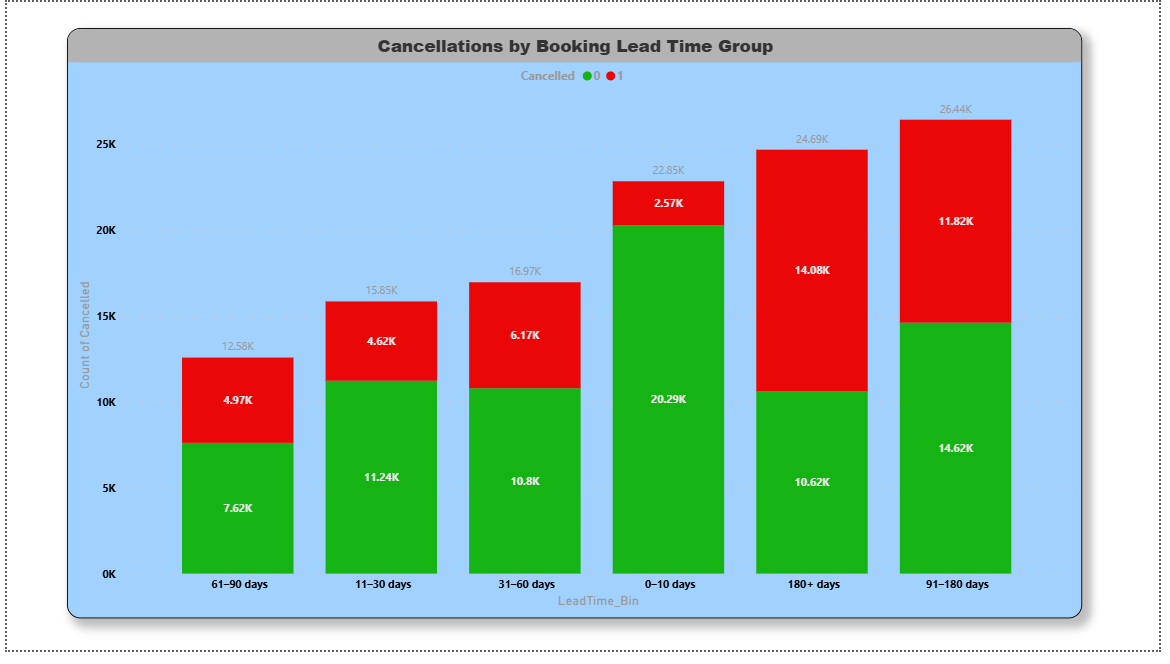 Cancellations by Booking Lead Time Group
Cancelled 0 1
26.44K
24.69K
22.85K
16.97K
15.85K
12.58K
25K
20K
15K
10K
5K
0K
Count of Cancelled
4.97K
7.62K
4.62K
11.24K
6.17K
10.8K
2.57K
20.29K
14.08K
10.62K
11.82K
14.62K
61–90 days 11–30 days 31–60 days 0–10 days 180+ days 91–180 days
LeadTime_Bin